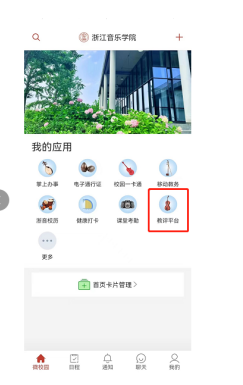 浙江音乐学院
我的应用
掌上办事 电子通行证 校园一卡通 移动教务
浙音校历 健康打卡 课堂考勤 教评平台
更多
首页卡片管理 >
微校园 日程 通知 聊天 我的